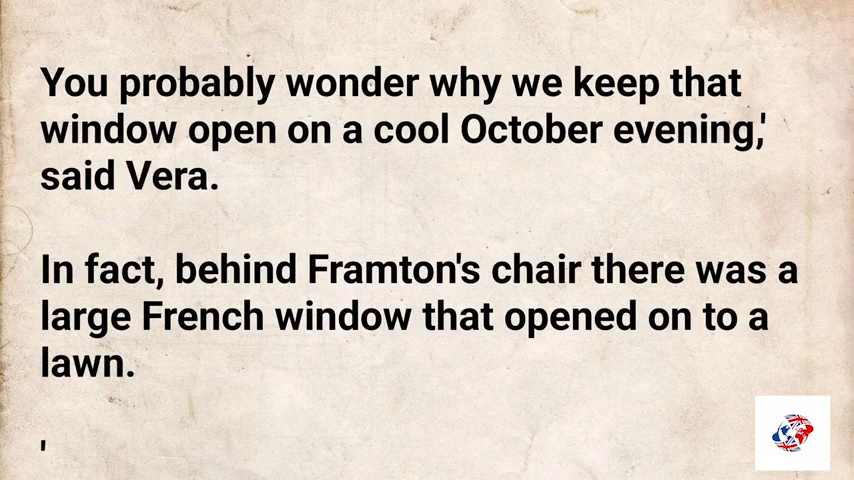 You probably wonder why we keep that
window open on a cool October evening,'
said Vera.
In fact, behind Framton's chair there was a
large French window that opened on to a
lawn.
'